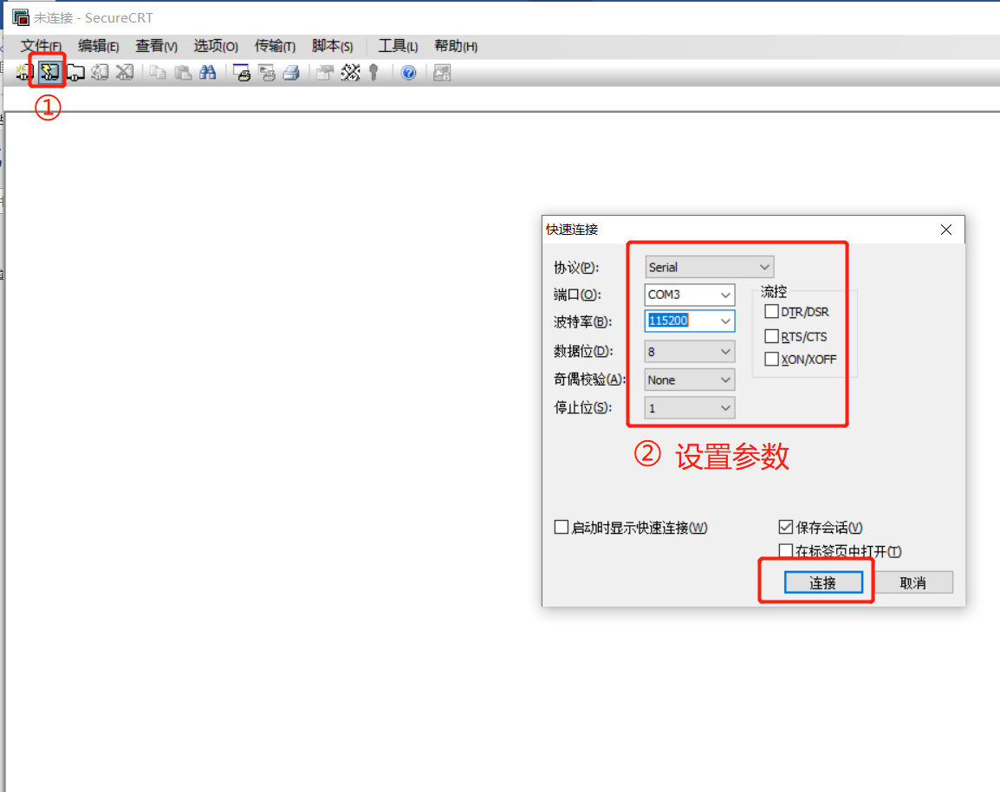 未连接 - SecureCRT
文件(F) 编辑(E) 查看(V) 选项(O) 传输(T) 脚本(S) 工具(L) 帮助(H)
①
快速连接
协议(P): Serial
端口(O): COM3
流控
波特率(B): 115200
DTR/DSR
RTS/CTS
数据位(D): 8
XON/XOFF
奇偶校验(A): None
停止位(S): 1
② 设置参数
启动时显示快速连接(W) 保存会话(V)
在标签页中打开(T)
连接 取消